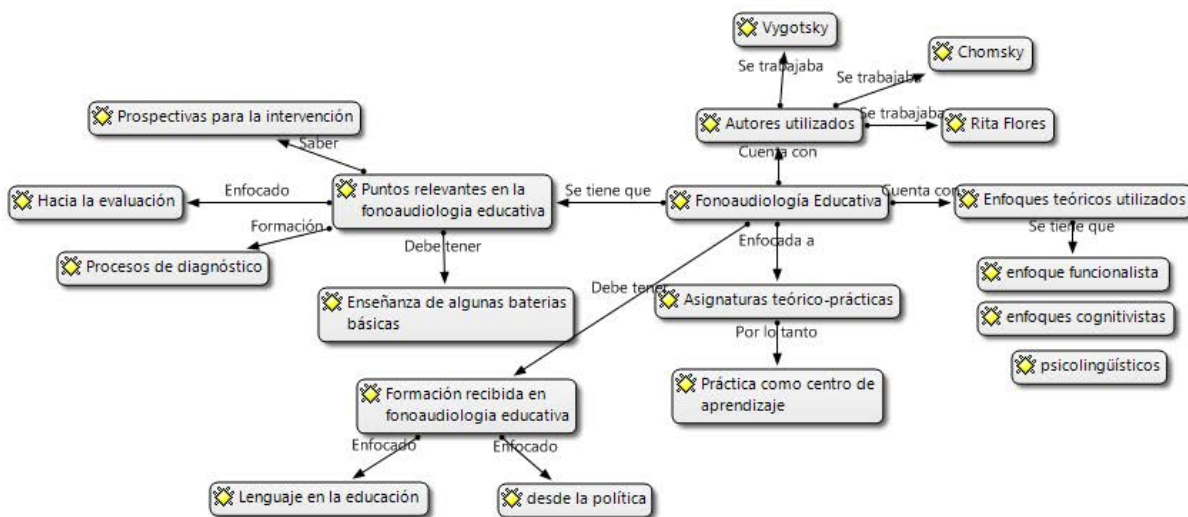 Vygotsky
Se trabajaba
Chomsky
Se trabajaba
Prospectivas para la intervención
Se trabajaba
Autores utilizados
Rita Flores
Saber
Cuenta con
Enfocado
Puntos relevantes en la
fonoaudiologia educativa
Se tiene que
Fonoaudiología Educativa
Cuenta con
Enfoques teóricos utilizados
Hacia la evaluación
Formación
Debe tener
Enfocada a
Se tiene que
Procesos de diagnóstico
enfoque funcionalista
Debe tener
Enseñanza de algunas baterias
básicas
Asignaturas teórico-prácticas
enfoques cognitivistas
Por lo tanto
psicolingüísticos
Formación recibida en
fonoaudiologia educativa
Práctica como centro de
aprendizaje
Enfocado
Enfocado
Lenguaje en la educación
desde la política